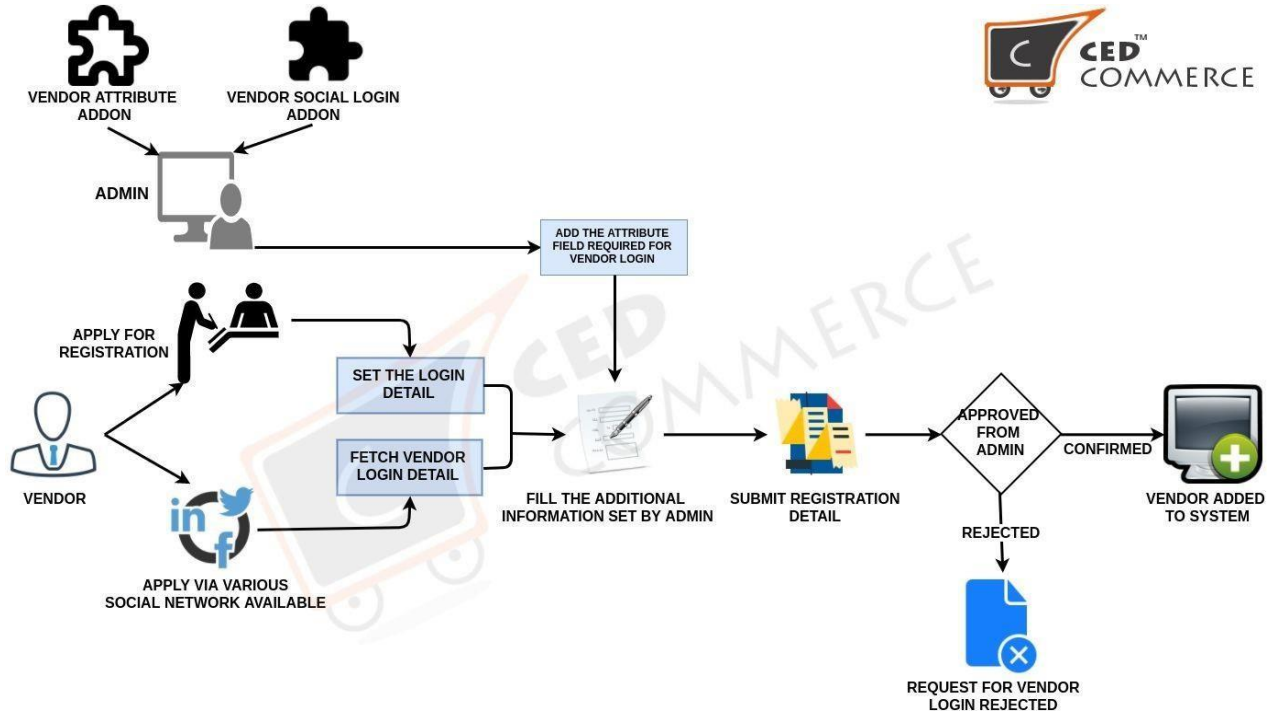 VENDOR ATTRIBUTE
ADDON
VENDOR SOCIAL LOGIN
ADDON
C
CED™
COMMERCE
ADMIN
ADD THE ATTRIBUTE
FIELD REQUIRED FOR
VENDOR LOGIN
APPLY FOR
REGISTRATION
SET THE LOGIN
DETAIL
FETCH VENDOR
LOGIN DETAIL
C
CED
COMMERCE
VENDOR
in
f
APPLY VIA VARIOUS
SOCIAL NETWORK AVAILABLE
FILL THE ADDITIONAL
INFORMATION SET BY ADMIN
SUBMIT REGISTRATION
DETAIL
APPROVED
FROM
ADMIN
CONFIRMED
VENDOR ADDED
TO SYSTEM
REJECTED
REQUEST FOR VENDOR
LOGIN REJECTED